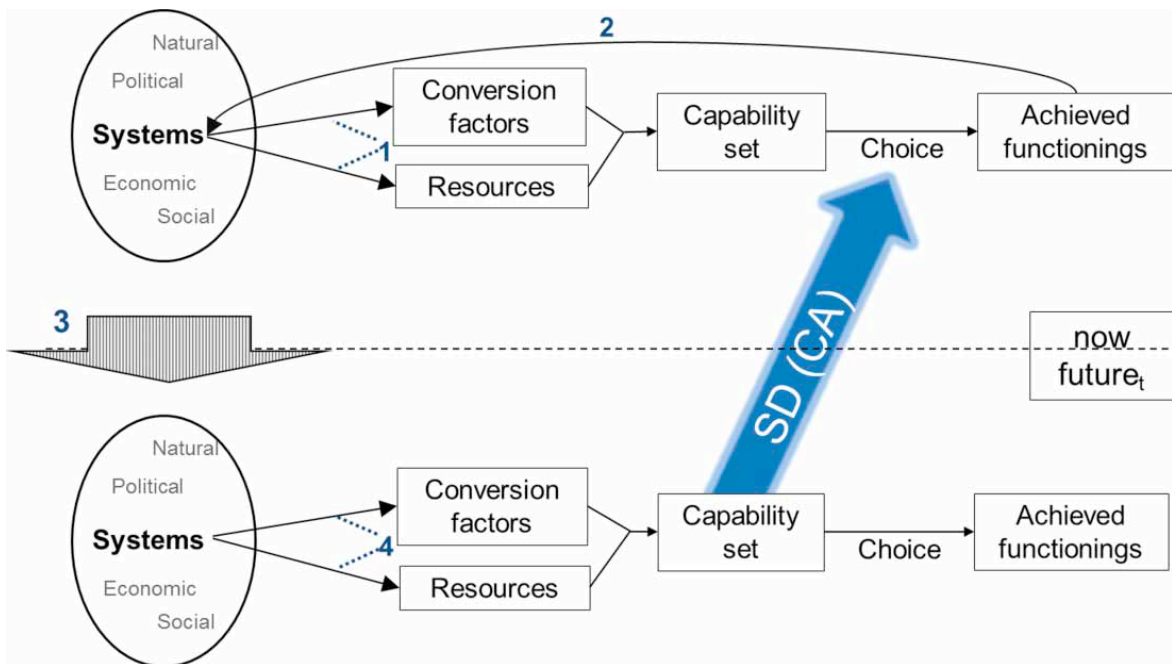 2
Natural
Political
Systems
Economic
Social
Conversion
factors
1
Resources
Capability
set
Choice
Achieved
functionings
3
SD (CA)
now
future_t
Natural
Political
Systems
Economic
Social
Conversion
factors
4
Resources
Capability
set
Choice
Achieved
functionings